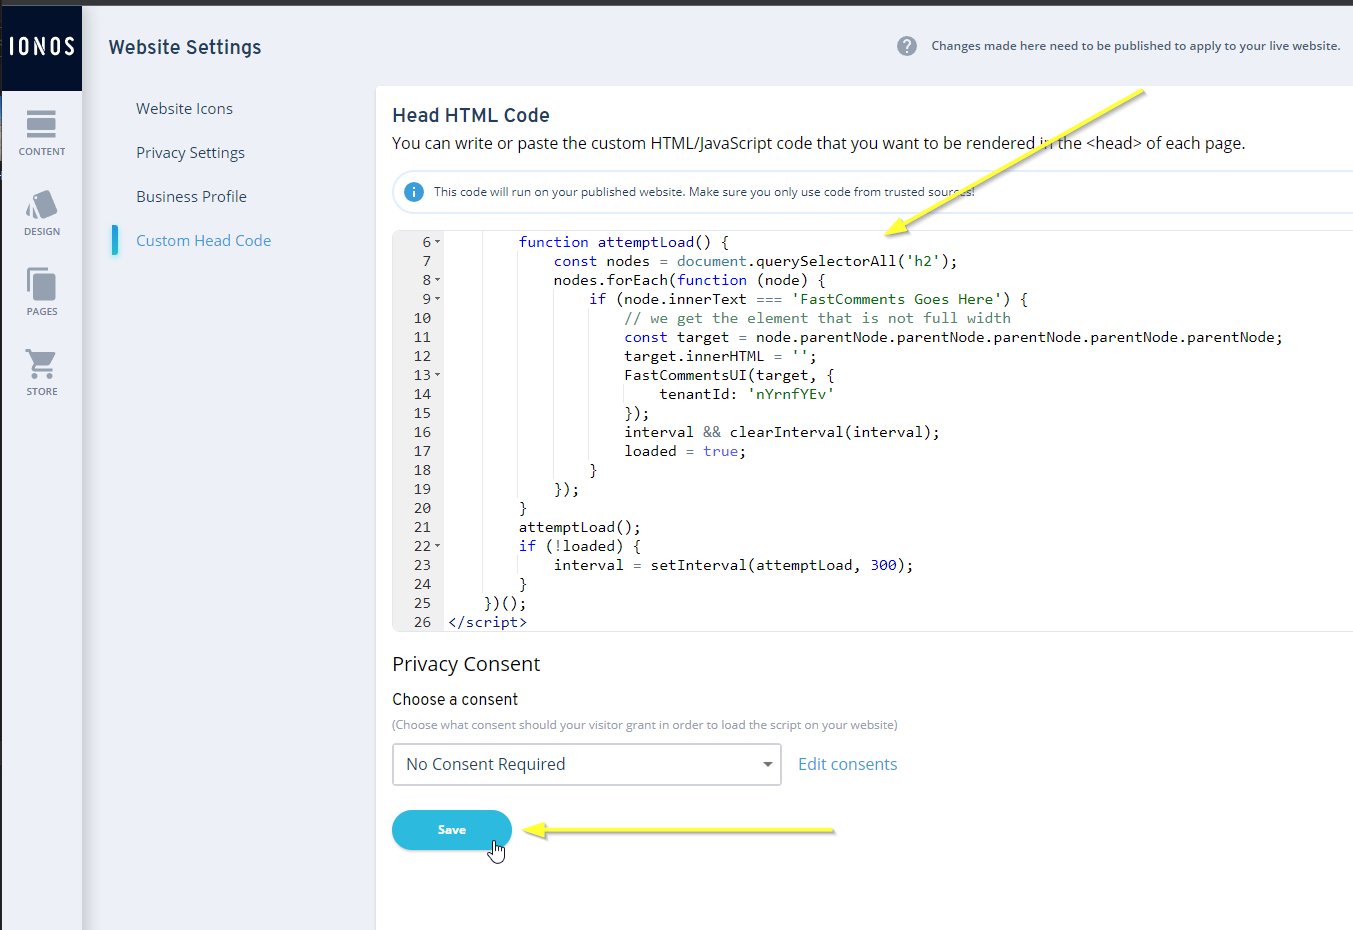 IONOS
Website Settings
Changes made here need to be published to apply to your live website.
CONTENT
DESIGN
PAGES
STORE
Website Icons
Privacy Settings
Business Profile
Custom Head Code
Head HTML Code
You can write or paste the custom HTML/JavaScript code that you want to be rendered in the <head> of each page.
This code will run on your published website. Make sure you only use code from trusted sources!
6 function attemptLoad() {
7 const nodes = document.querySelectorAll('h2');
8 nodes.forEach(function (node) {
9 if (node.innerText === 'FastComments Goes Here') {
10 // we get the element that is not full width
11 const target = node.parentNode.parentNode.parentNode.parentNode.parentNode;
12 target.innerHTML = '';
13 FastCommentsUI(target, {
14 tenantId: 'nYrnfYEv'
15 });
16 interval && clearInterval(interval);
17 loaded = true;
18 }
19 });
20 }
21 attemptLoad();
22 if (!loaded) {
23 interval = setInterval(attemptLoad, 300);
24 }
25 })();
26 </script>
Privacy Consent
Choose a consent
(Choose what consent should your visitor grant in order to load the script on your website)
No Consent Required
Edit consents
Save